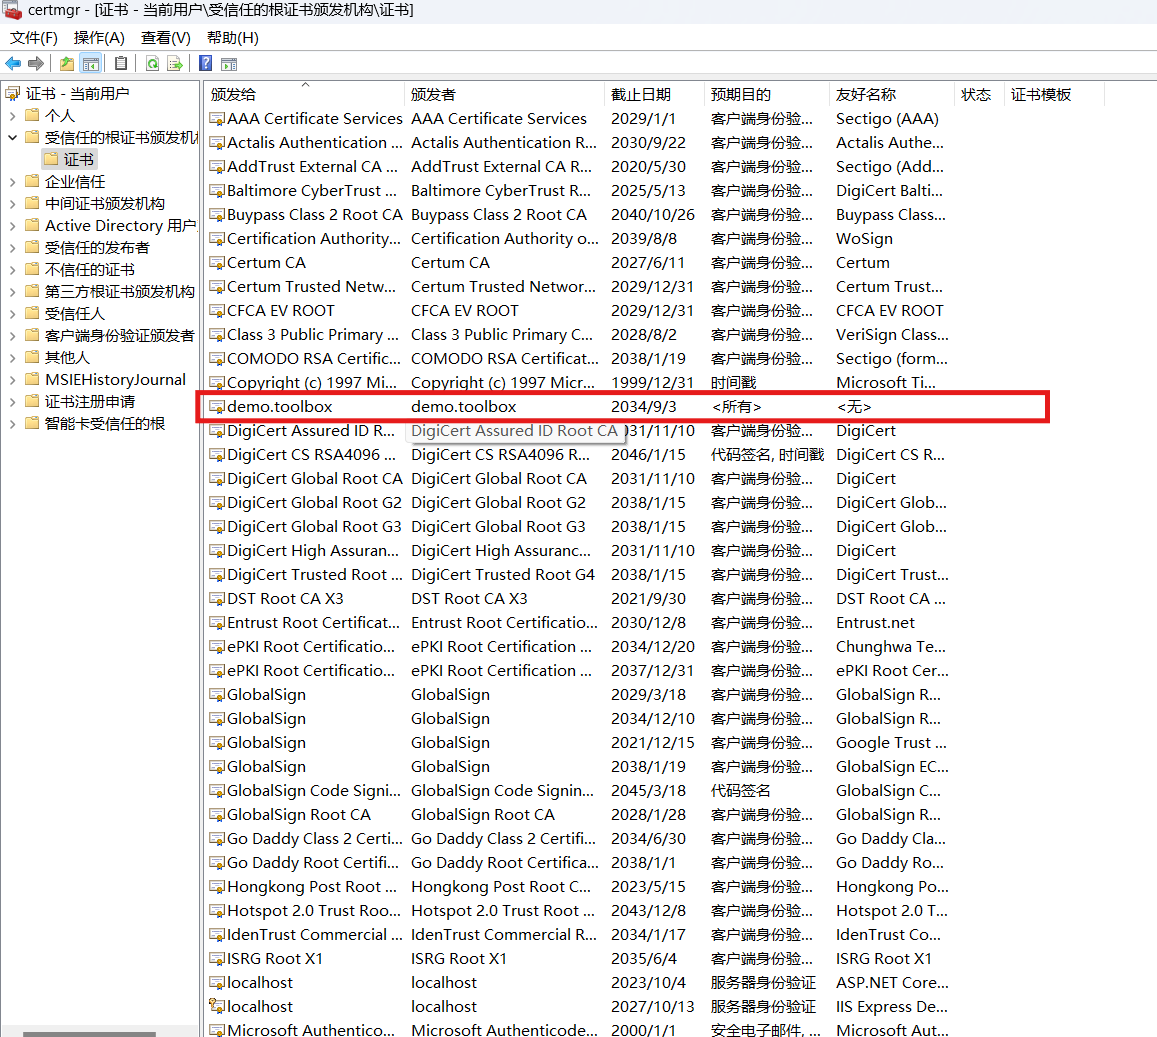 certmgr - [证书 - 当前用户\受信任的根证书颁发机构\证书]
文件(F) 操作(A) 查看(V) 帮助(H)
证书 - 当前用户
个人
受信任的根证书颁发机
证书
企业信任
中间证书颁发机构
Active Directory 用户
受信任的发布者
不信任的证书
第三方根证书颁发机构
受信任人
客户端身份验证颁发者
其他人
MSIEHistoryJournal
证书注册申请
智能卡受信任的根
颁发给 颁发者 截止日期 预期目的 友好名称 状态 证书模板
AAA Certificate Services AAA Certificate Services 2029/1/1 客户端身份验... Sectigo (AAA)
Actalis Authentication ... Actalis Authentication R... 2030/9/22 客户端身份验... Actalis Authe...
AddTrust External CA ... AddTrust External CA R... 2020/5/30 客户端身份验... Sectigo (Add...
Baltimore CyberTrust ... Baltimore CyberTrust R... 2025/5/13 客户端身份验... DigiCert Balti...
Buypass Class 2 Root CA Buypass Class 2 Root CA 2040/10/26 客户端身份验... Buypass Class...
Certification Authority... Certification Authority o... 2039/8/8 客户端身份验... WoSign
Certum CA Certum CA 2027/6/11 客户端身份验... Certum
Certum Trusted Netw... Certum Trusted Networ... 2029/12/31 客户端身份验... Certum Trust...
CFCA EV ROOT CFCA EV ROOT 2029/12/31 客户端身份验... CFCA EV ROOT
Class 3 Public Primary ... Class 3 Public Primary C... 2028/8/2 客户端身份验... VeriSign Class...
COMODO RSA Certific... COMODO RSA Certificat... 2038/1/19 客户端身份验... Sectigo (form...
Copyright (c) 1997 Mi... Copyright (c) 1997 Micr... 1999/12/31 时间戳 Microsoft Ti...
demo.toolbox demo.toolbox 2034/9/3 <所有> <无>
DigiCert Assured ID R... DigiCert Assured ID Root CA 031/11/10 客户端身份验... DigiCert
DigiCert CS RSA4096 ... DigiCert CS RSA4096 R... 2046/1/15 代码签名, 时间戳 DigiCert CS R...
DigiCert Global Root CA DigiCert Global Root CA 2031/11/10 客户端身份验... DigiCert
DigiCert Global Root G2 DigiCert Global Root G2 2038/1/15 客户端身份验... DigiCert Glob...
DigiCert Global Root G3 DigiCert Global Root G3 2038/1/15 客户端身份验... DigiCert Glob...
DigiCert High Assuran... DigiCert High Assuranc... 2031/11/10 客户端身份验... DigiCert
DigiCert Trusted Root ... DigiCert Trusted Root G4 2038/1/15 客户端身份验... DigiCert Trust...
DST Root CA X3 DST Root CA X3 2021/9/30 客户端身份验... DST Root CA ...
Entrust Root Certificat... Entrust Root Certificatio... 2030/12/8 客户端身份验... Entrust.net
ePKI Root Certificatio... ePKI Root Certification ... 2034/12/20 客户端身份验... Chunghwa Te...
ePKI Root Certificatio... ePKI Root Certification ... 2037/12/31 客户端身份验... ePKI Root Cer...
GlobalSign GlobalSign 2029/3/18 客户端身份验... GlobalSign R...
GlobalSign GlobalSign 2034/12/10 客户端身份验... GlobalSign R...
GlobalSign GlobalSign 2021/12/15 客户端身份验... Google Trust ...
GlobalSign GlobalSign 2038/1/19 客户端身份验... GlobalSign EC...
GlobalSign Code Signi... GlobalSign Code Signin... 2045/3/18 代码签名 GlobalSign C...
GlobalSign Root CA GlobalSign Root CA 2028/1/28 客户端身份验... GlobalSign R...
Go Daddy Class 2 Certi... Go Daddy Class 2 Certifi... 2034/6/30 客户端身份验... Go Daddy Cla...
Go Daddy Root Certifi... Go Daddy Root Certifica... 2038/1/1 客户端身份验... Go Daddy Ro...
Hongkong Post Root ... Hongkong Post Root C... 2023/5/15 客户端身份验... Hongkong Po...
Hotspot 2.0 Trust Roo... Hotspot 2.0 Trust Root ... 2043/12/8 客户端身份验... Hotspot 2.0 T...
IdenTrust Commercial ... IdenTrust Commercial R... 2034/1/17 客户端身份验... IdenTrust Co...
ISRG Root X1 ISRG Root X1 2035/6/4 客户端身份验... ISRG Root X1
localhost localhost 2023/10/4 服务器身份验证 ASP.NET Core...
localhost localhost 2027/10/13 服务器身份验证 IIS Express De...
Microsoft Authentico... Microsoft Authenticode... 2000/1/1 安全电子邮件, ... Microsoft Aut...